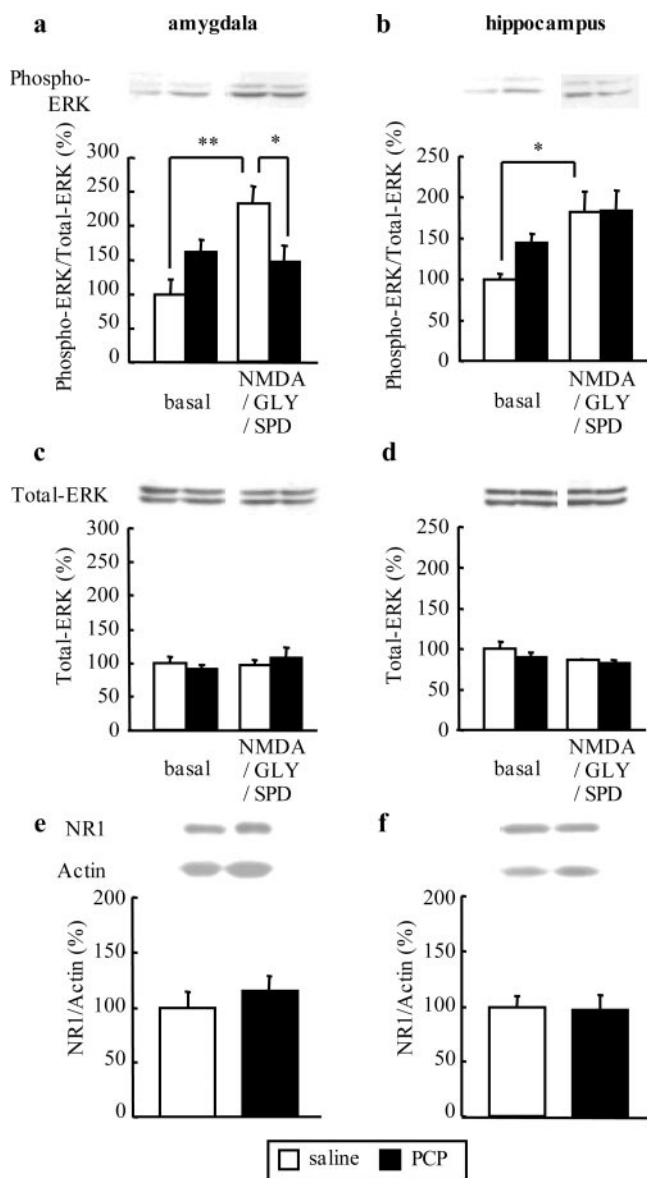 a amygdala
b hippocampus
Phospho-
ERK
Phospho-ERK/Total-ERK (%)
300
250
200
150
100
50
0
** *
basal
NMDA
/ GLY
/ SPD
Phospho-ERK/Total-ERK (%)
250
200
150
100
50
0
*
basal
NMDA
/ GLY
/ SPD
c
Total-ERK
Total-ERK (%)
300
250
200
150
100
50
0
basal
NMDA
/ GLY
/ SPD
d
Total-ERK (%)
250
200
150
100
50
0
basal
NMDA
/ GLY
/ SPD
e
NR1
Actin
NR1/Actin (%)
200
150
100
50
0
f
NR1/Actin (%)
200
150
100
50
0
saline PCP